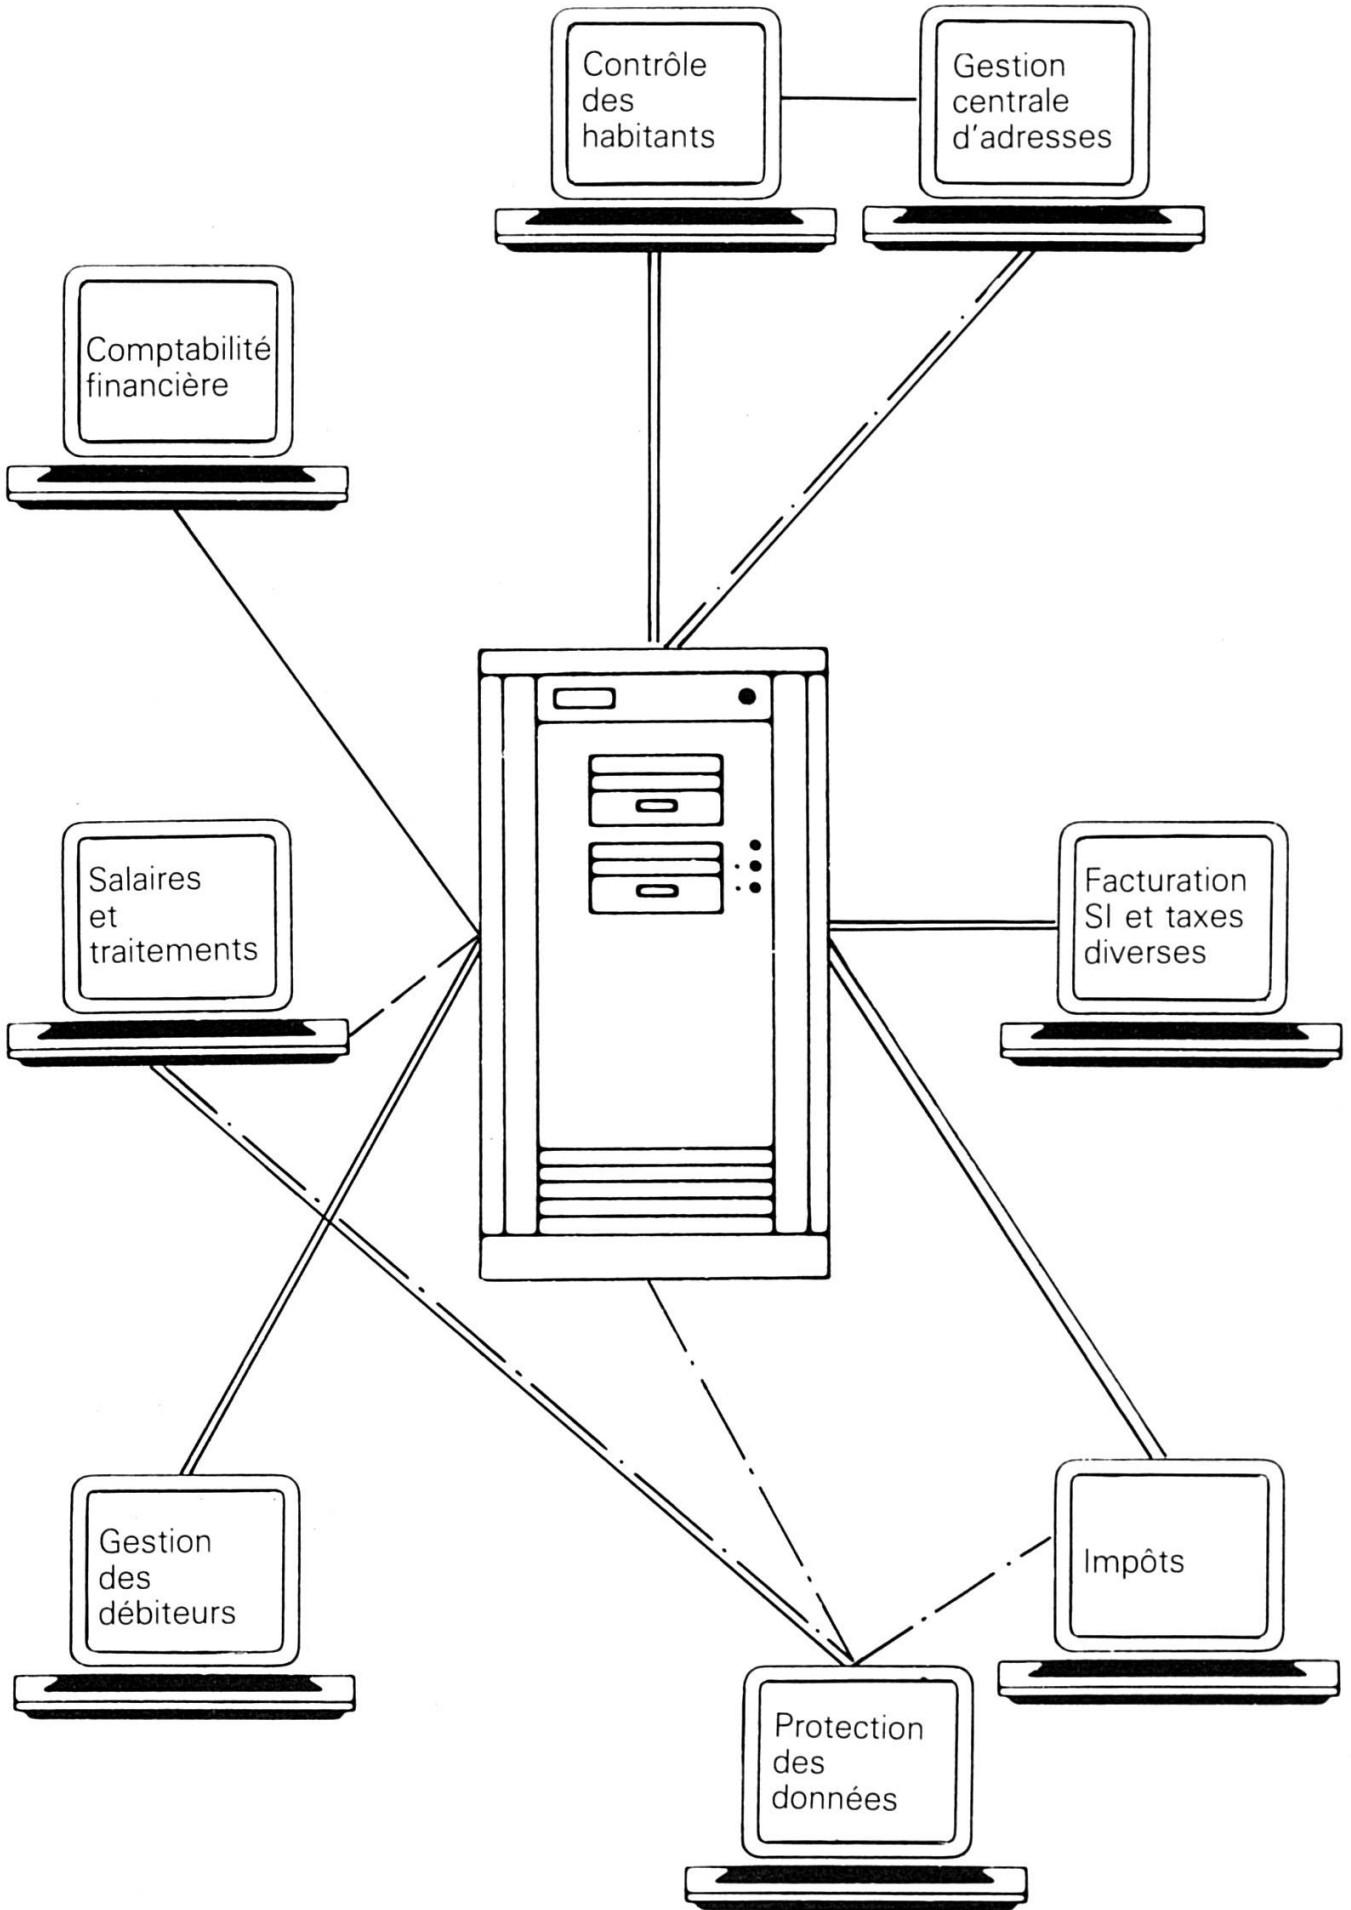 Contrôle
des
habitants
Gestion
centrale
d'adresses
Comptabilité
financière
Salaires
et
traitements
Facturation
SI et taxes
diverses
Gestion
des
débiteurs
Impôts
Protection
des
données